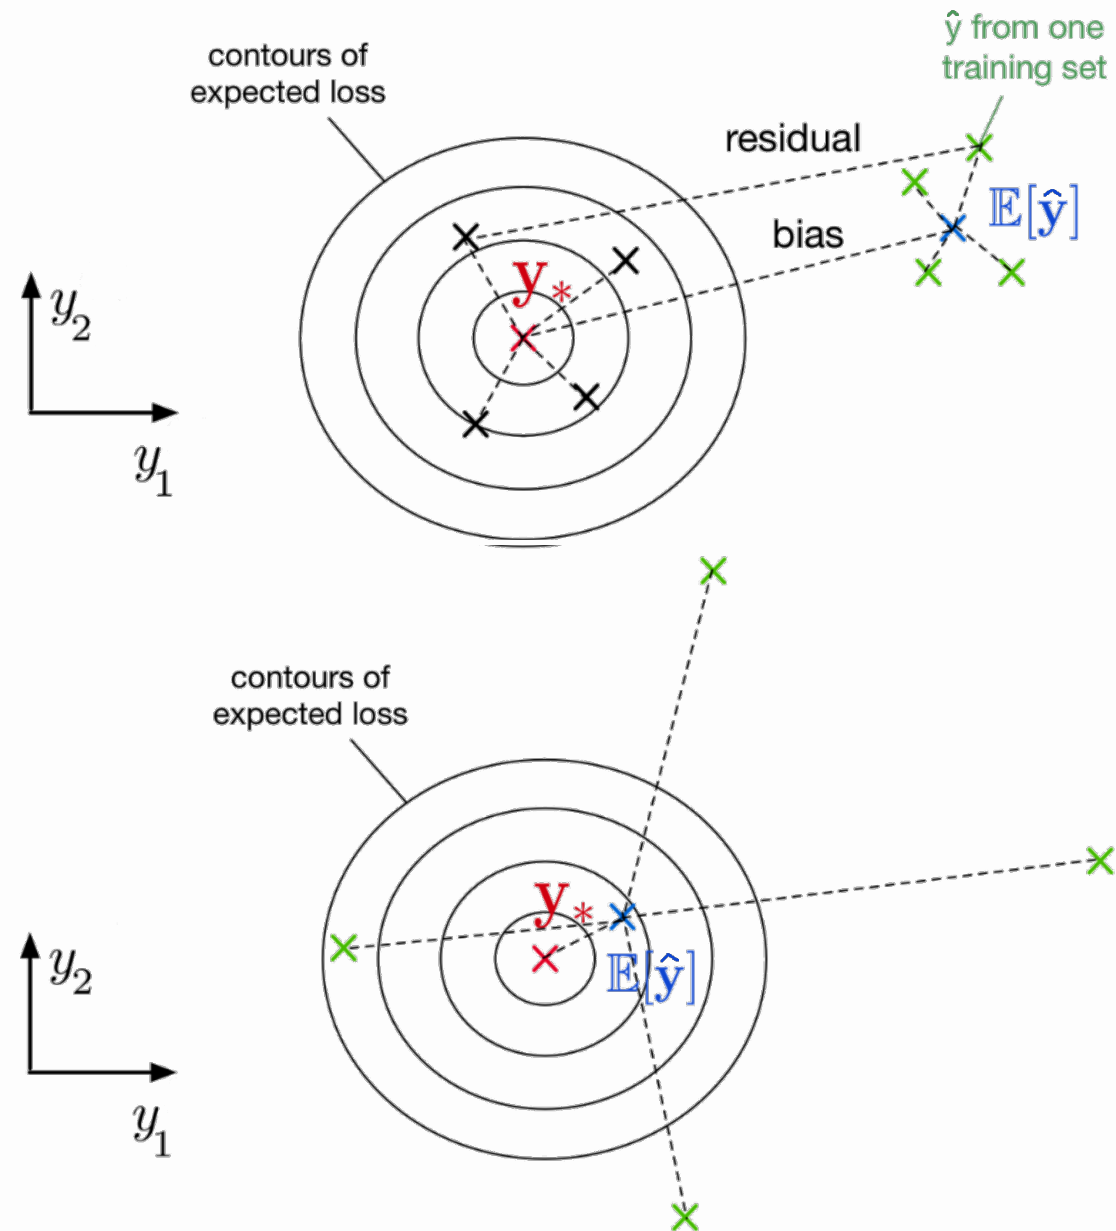 ŷ from one
training set
contours of
expected loss
residual
𝔼[ŷ]
bias
y*
y₂
y₁
contours of
expected loss
y*
𝔼[ŷ]
y₂
y₁